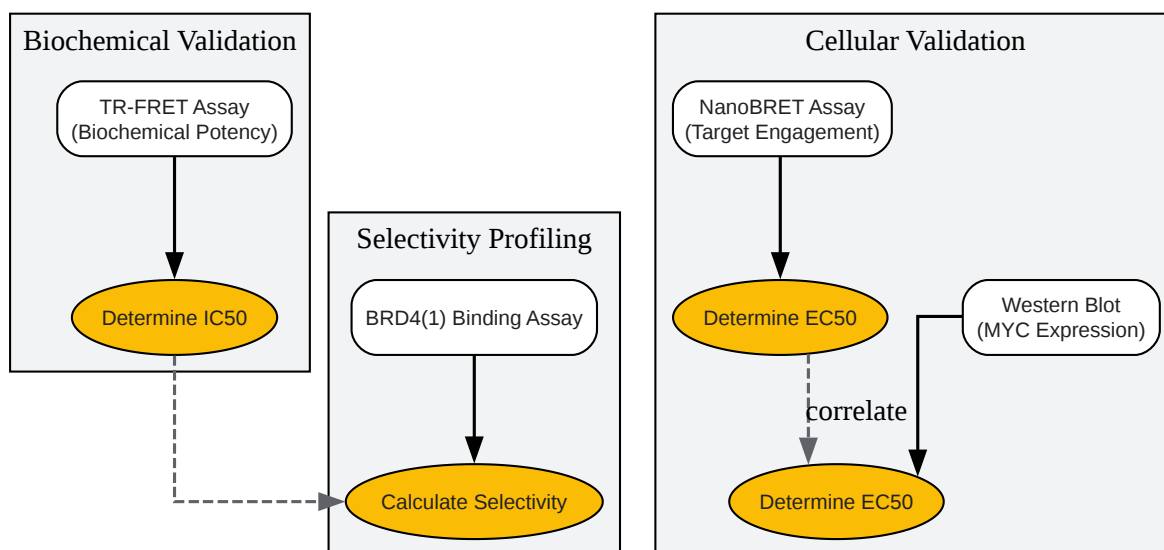 Biochemical Validation
TR-FRET Assay
(Biochemical Potency)
Determine IC50
Selectivity Profiling
BRD4(1) Binding Assay
Calculate Selectivity
Cellular Validation
NanoBRET Assay
(Target Engagement)
Determine EC50
Western Blot
(MYC Expression)
correlate
Determine EC50